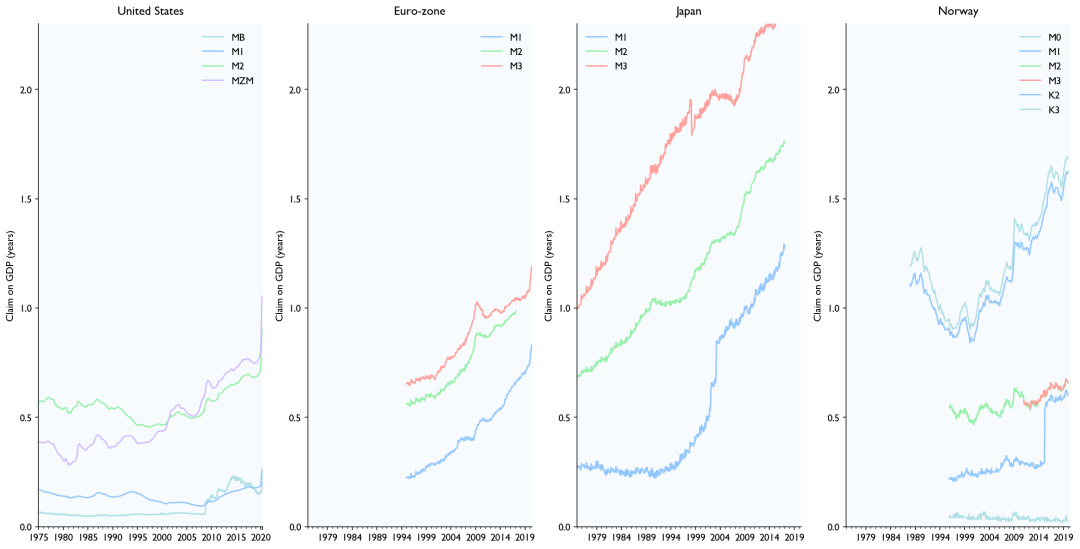 United States
MB
M1
M2
MZM
Claim on GDP (years)
2.0
1.5
1.0
0.5
0.0
1975 1980 1985 1990 1995 2000 2005 2010 2015 2020
Euro-zone
M1
M2
M3
Claim on GDP (years)
2.0
1.5
1.0
0.5
0.0
1979 1984 1989 1994 1999 2004 2009 2014 2019
Japan
M1
M2
M3
Claim on GDP (years)
2.0
1.5
1.0
0.5
0.0
1979 1984 1989 1994 1999 2004 2009 2014 2019
Norway
M0
M1
M2
M3
K2
K3
Claim on GDP (years)
2.0
1.5
1.0
0.5
0.0
1979 1984 1989 1994 1999 2004 2009 2014 2019